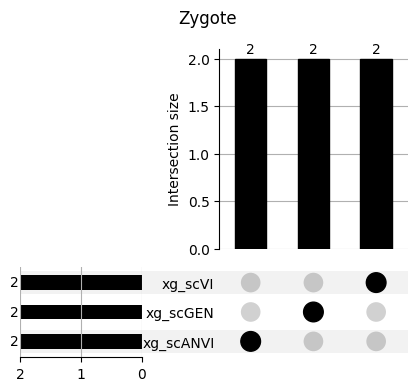 Zygote
2 2 2
2.0
1.5
1.0
0.5
0.0
Intersection size
2 xg_scVI
2 xg_scGEN
2 xg_scANVI
2 1 0